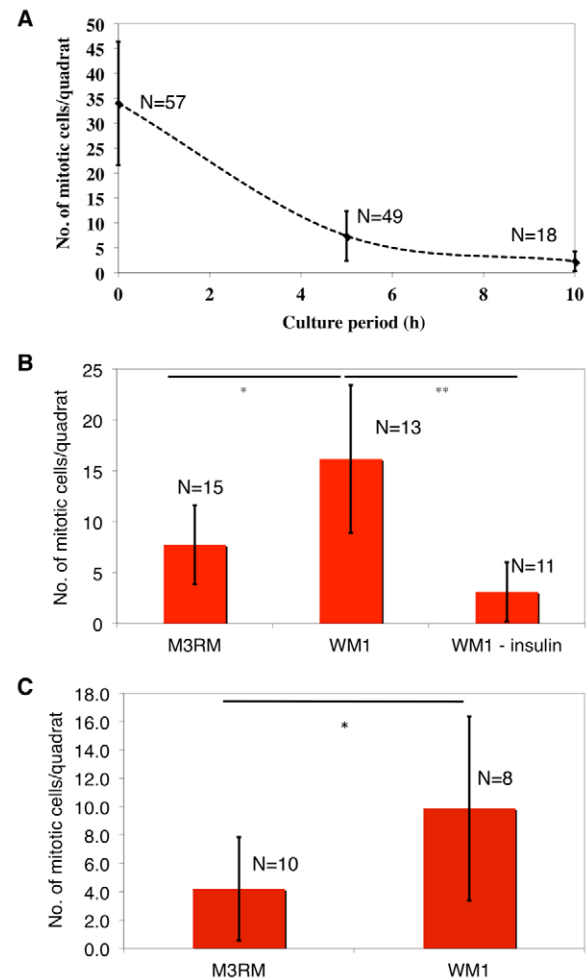 A
No. of mitotic cells/quadrat
50
45
40
35
30
25
20
15
10
5
0
N=57
N=49
N=18
0 2 4 6 8 10
Culture period (h)
B
No. of mitotic cells/quadrat
25
20
15
10
5
0
* **
N=15
N=13
N=11
M3RM WM1 WM1 - insulin
C
No. of mitotic cells/quadrat
18.0
16.0
14.0
12.0
10.0
8.0
6.0
4.0
2.0
0.0
*
N=10
N=8
M3RM WM1